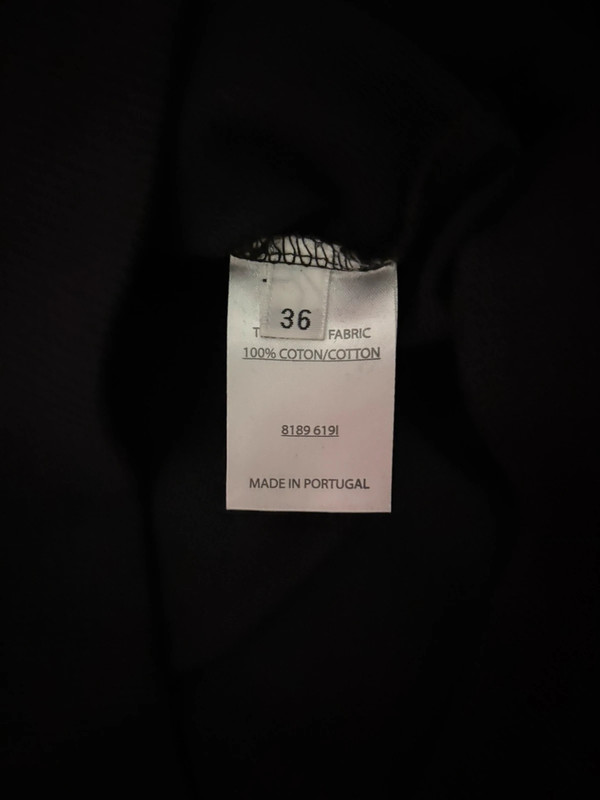 36
FABRIC
100% COTON/COTTON
8189 619I
MADE IN PORTUGAL